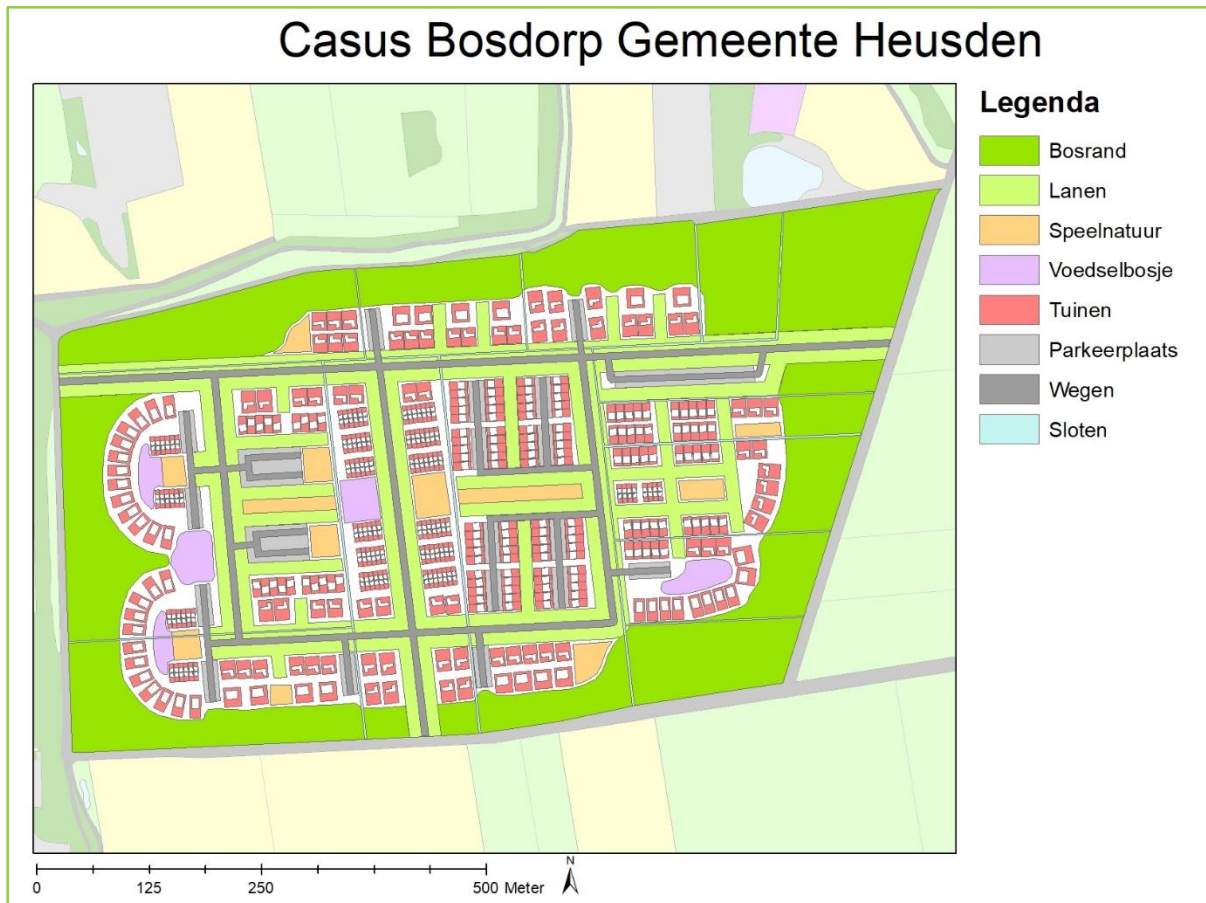 Casus Bosdorp Gemeente Heusden
Legenda
Bosrand
Lanen
Speelnatuur
Voedselbosje
Tuinen
Parkeerplaats
Wegen
Sloten
N
0 125 250 500 Meter